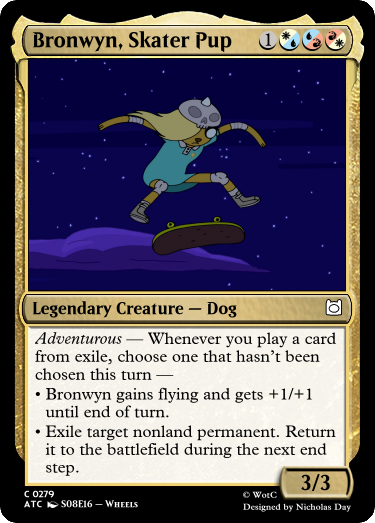 Bronwyn, Skater Pup 1
Legendary Creature — Dog
Adventurous — Whenever you play a card
from exile, choose one that hasn't been
chosen this turn —
• Bronwyn gains flying and gets +1/+1
until end of turn.
• Exile target nonland permanent. Return
it to the battlefield during the next end
step.
3/3
C 0279
ATC S08E16 — Wheels
© WotC
Designed by Nicholas Day